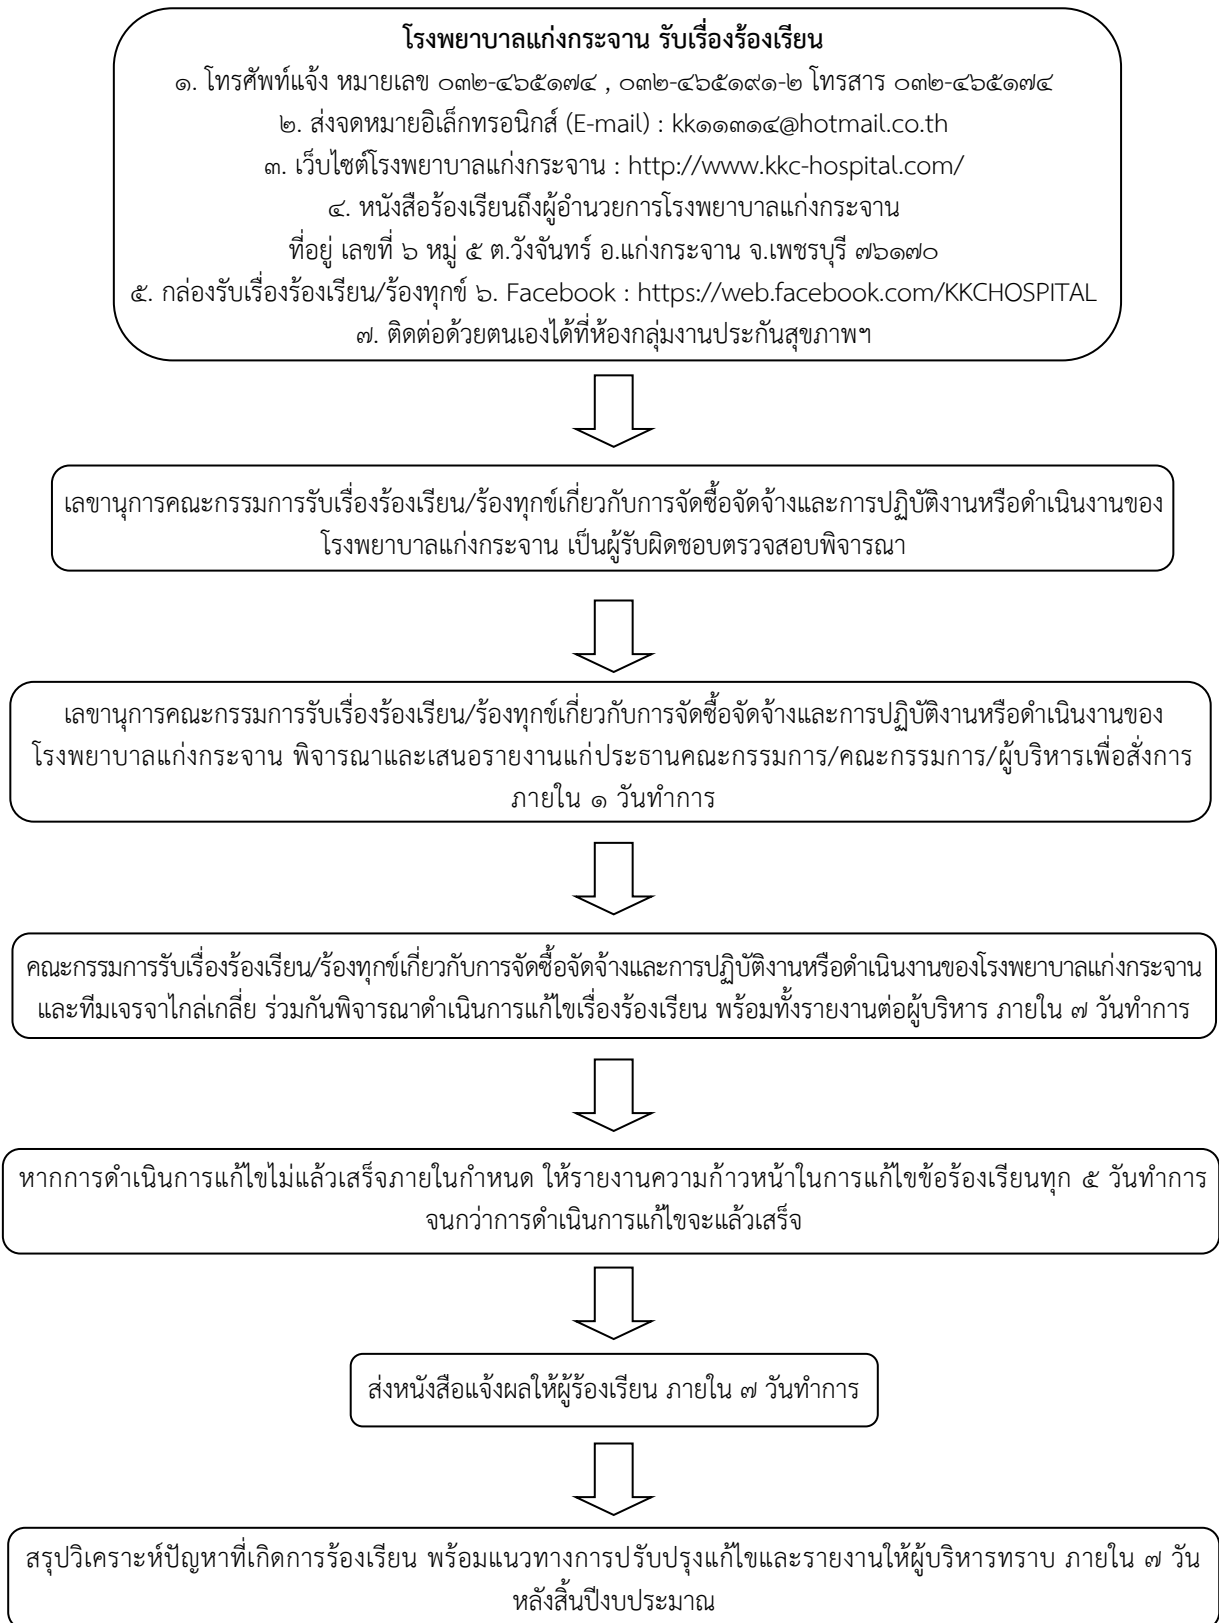 โรงพยาบาลแก่งกระจาน รับเรื่องร้องเรียน
๑. โทรศัพท์แจ้ง หมายเลข ๐๓๒-๔๖๕๑๗๔ , ๐๓๒-๔๖๕๑๙๑-๒ โทรสาร ๐๓๒-๔๖๕๑๗๔
๒. ส่งจดหมายอิเล็กทรอนิกส์ (E-mail) : kk๑๑๓๑๔@hotmail.co.th
๓. เว็บไซต์โรงพยาบาลแก่งกระจาน : http://www.kkc-hospital.com/
๔. หนังสือร้องเรียนถึงผู้อำนวยการโรงพยาบาลแก่งกระจาน
ที่อยู่ เลขที่ ๖ หมู่ ๕ ต.วังจันทร์ อ.แก่งกระจาน จ.เพชรบุรี ๗๖๑๗๐
๕. กล่องรับเรื่องร้องเรียน/ร้องทุกข์ ๖. Facebook : https://web.facebook.com/KKCHOSPITAL
๗. ติดต่อด้วยตนเองได้ที่ห้องกลุ่มงานประกันสุขภาพฯ
เลขานุการคณะกรรมการรับเรื่องร้องเรียน/ร้องทุกข์เกี่ยวกับการจัดซื้อจัดจ้างและการปฏิบัติงานหรือดำเนินงานของ
โรงพยาบาลแก่งกระจาน เป็นผู้รับผิดชอบตรวจสอบพิจารณา
เลขานุการคณะกรรมการรับเรื่องร้องเรียน/ร้องทุกข์เกี่ยวกับการจัดซื้อจัดจ้างและการปฏิบัติงานหรือดำเนินงานของ
โรงพยาบาลแก่งกระจาน พิจารณาและเสนอรายงานแก่ประธานคณะกรรมการ/คณะกรรมการ/ผู้บริหารเพื่อสั่งการ
ภายใน ๑ วันทำการ
คณะกรรมการรับเรื่องร้องเรียน/ร้องทุกข์เกี่ยวกับการจัดซื้อจัดจ้างและการปฏิบัติงานหรือดำเนินงานของโรงพยาบาลแก่งกระจาน
และทีมเจรจาไกล่เกลี่ย ร่วมกันพิจารณาดำเนินการแก้ไขเรื่องร้องเรียน พร้อมทั้งรายงานต่อผู้บริหาร ภายใน ๗ วันทำการ
หากการดำเนินการแก้ไขไม่แล้วเสร็จภายในกำหนด ให้รายงานความก้าวหน้าในการแก้ไขข้อร้องเรียนทุก ๕ วันทำการ
จนกว่าการดำเนินการแก้ไขจะแล้วเสร็จ
ส่งหนังสือแจ้งผลให้ผู้ร้องเรียน ภายใน ๗ วันทำการ
สรุปวิเคราะห์ปัญหาที่เกิดการร้องเรียน พร้อมแนวทางการปรับปรุงแก้ไขและรายงานให้ผู้บริหารทราบ ภายใน ๗ วัน
หลังสิ้นปีงบประมาณ